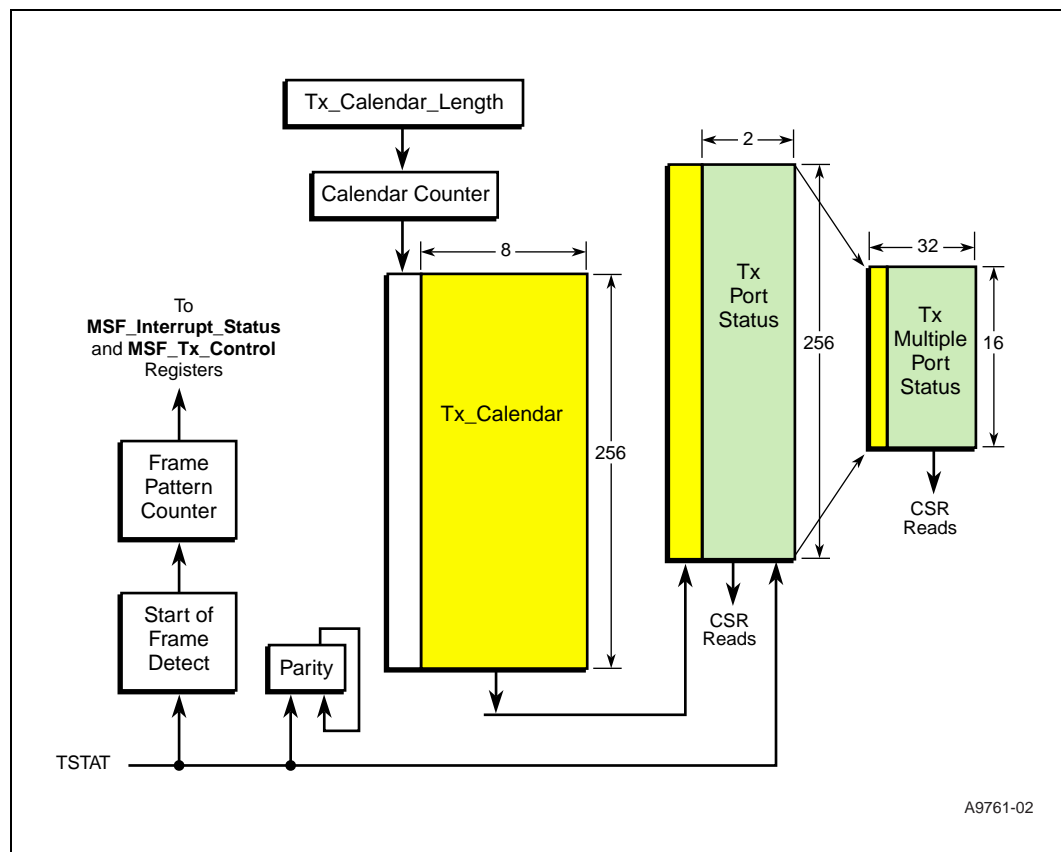 Tx_Calendar_Length
Calendar Counter
8
Tx_Calendar
256
To
MSF_Interrupt_Status
and MSF_Tx_Control
Registers
Frame
Pattern
Counter
Start of
Frame
Detect
Parity
TSTAT
2
Tx
Port
Status
256
CSR
Reads
32
Tx
Multiple
Port
Status
16
CSR
Reads
A9761-02